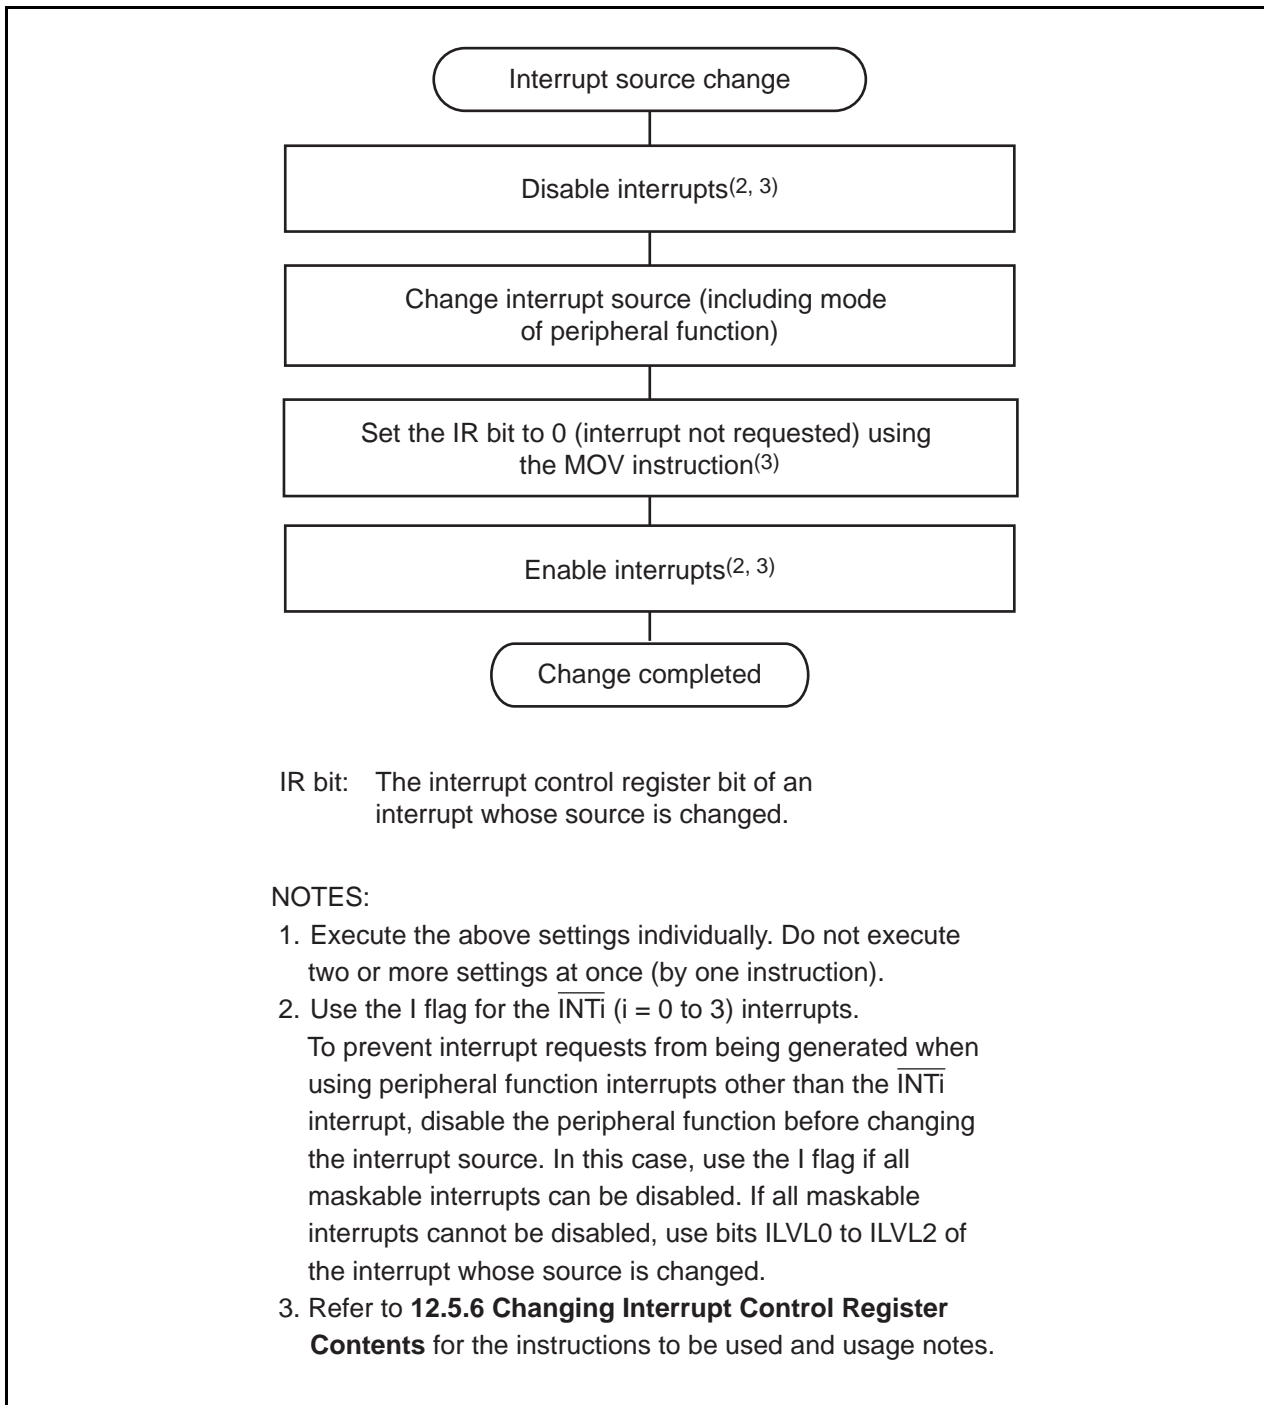 Interrupt source change
Disable interrupts(2, 3)
Change interrupt source (including mode
of peripheral function)
Set the IR bit to 0 (interrupt not requested) using
the MOV instruction(3)
Enable interrupts(2, 3)
Change completed
IR bit: The interrupt control register bit of an
interrupt whose source is changed.
NOTES:
1. Execute the above settings individually. Do not execute
two or more settings at once (by one instruction).
2. Use the I flag for the I̅N̅T̅i̅ (i = 0 to 3) interrupts.
To prevent interrupt requests from being generated when
using peripheral function interrupts other than the I̅N̅T̅i̅
interrupt, disable the peripheral function before changing
the interrupt source. In this case, use the I flag if all
maskable interrupts can be disabled. If all maskable
interrupts cannot be disabled, use bits ILVL0 to ILVL2 of
the interrupt whose source is changed.
3. Refer to 12.5.6 Changing Interrupt Control Register
Contents for the instructions to be used and usage notes.